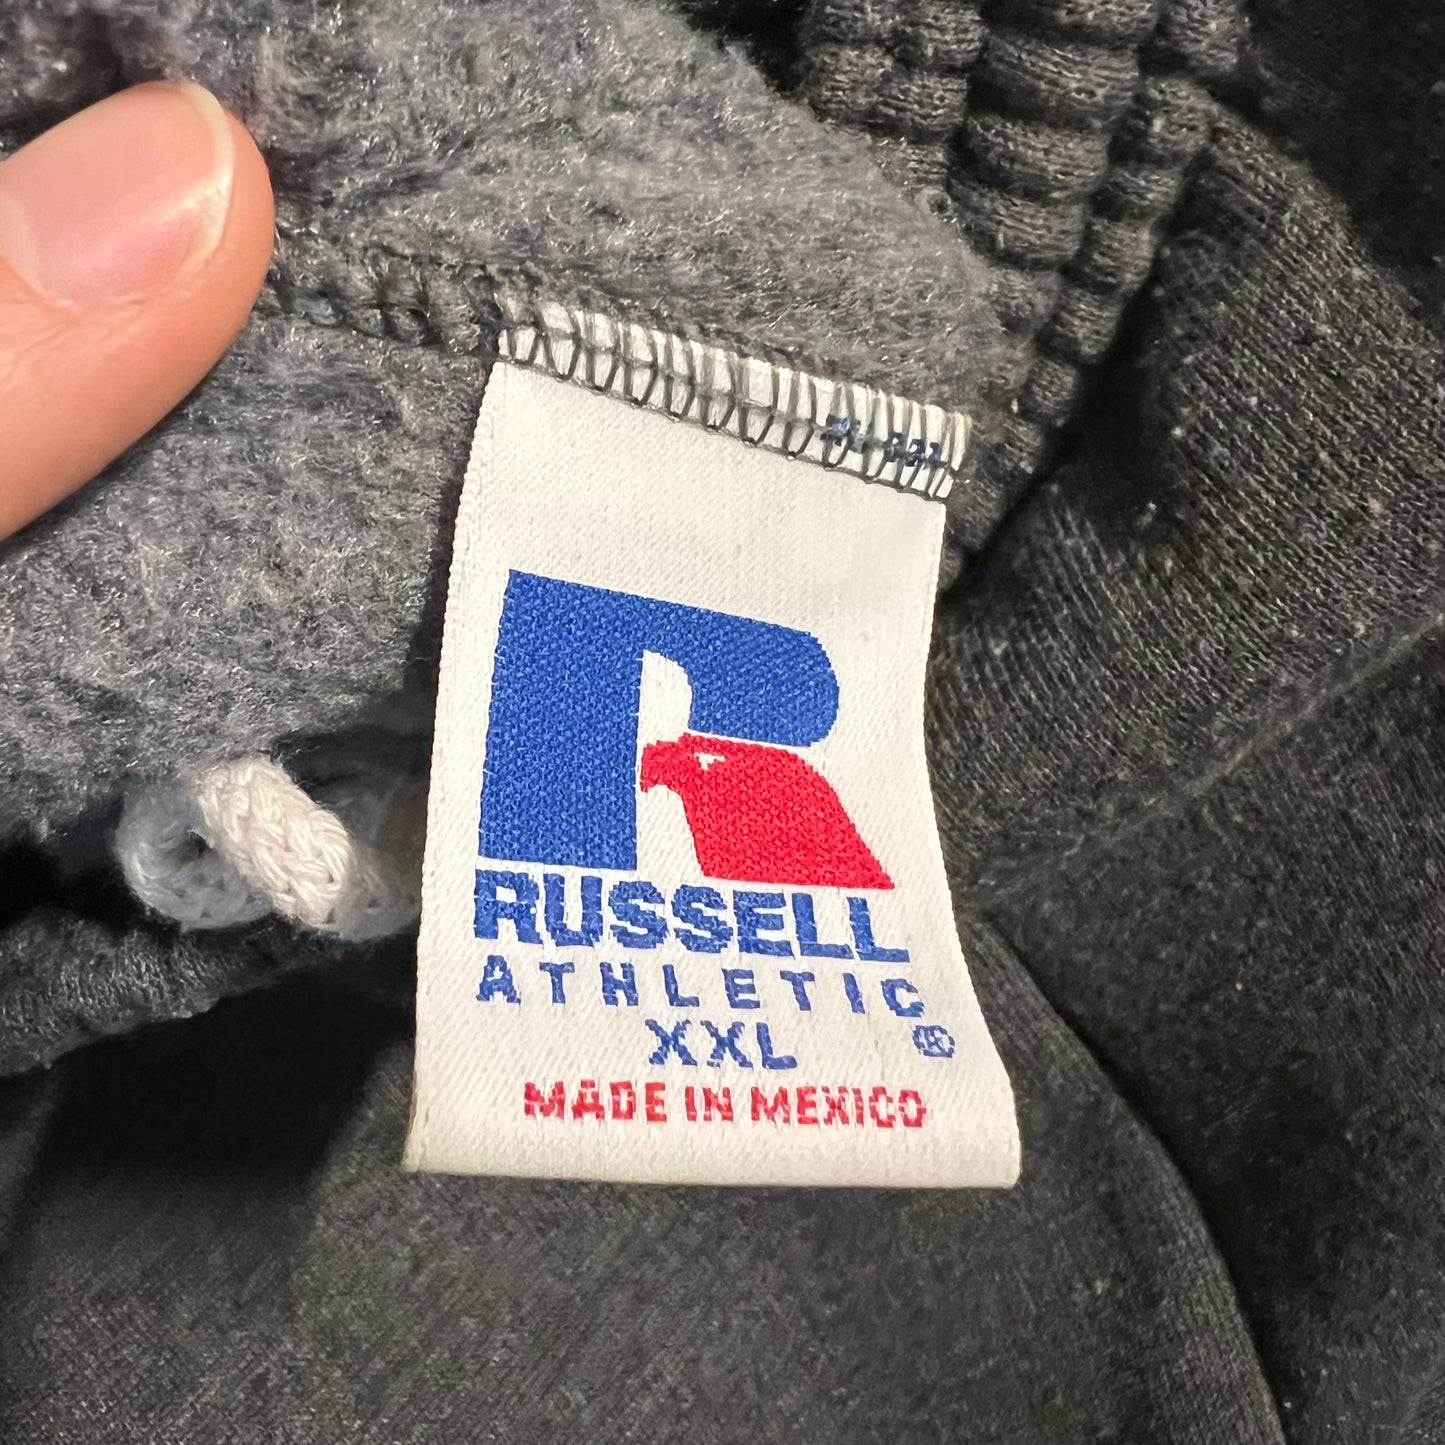 RUSSELL
ATHLETIC
®
XXL
MADE IN MEXICO